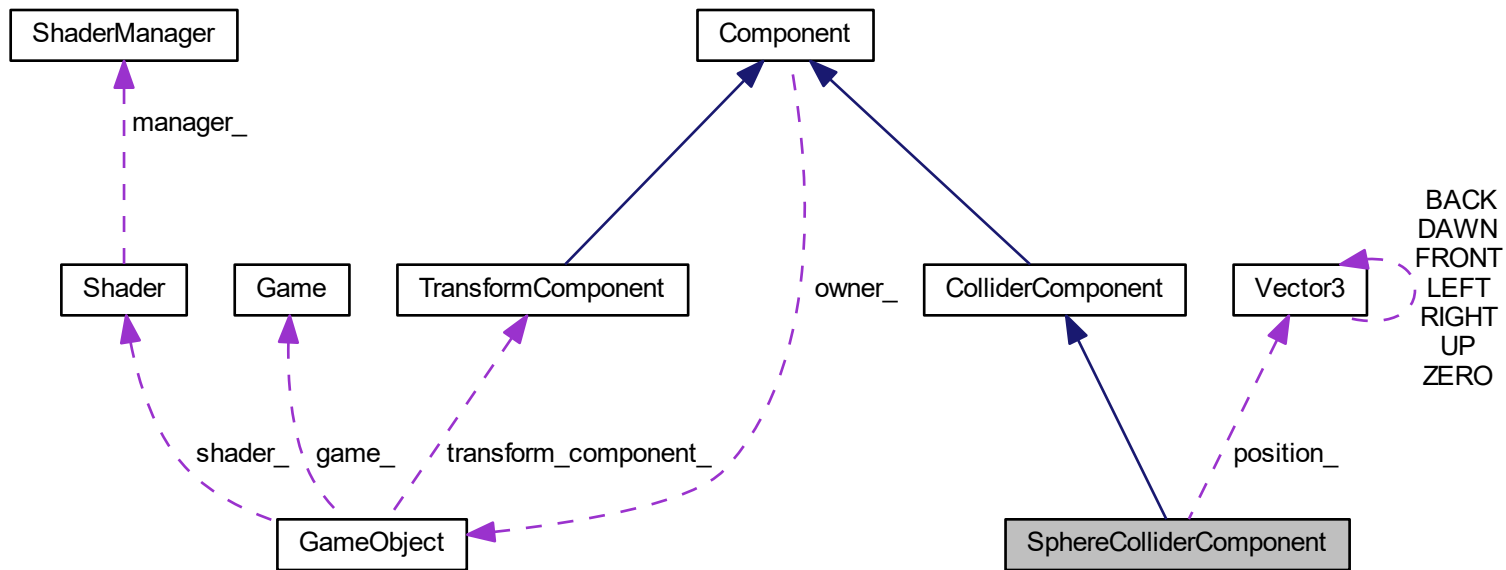 ShaderManager
Component
manager_
BACK
DAWN
FRONT
LEFT
RIGHT
UP
ZERO
Shader
Game
TransformComponent
owner_
ColliderComponent
Vector3
shader_
game_
transform_component_
position_
GameObject
SphereColliderComponent